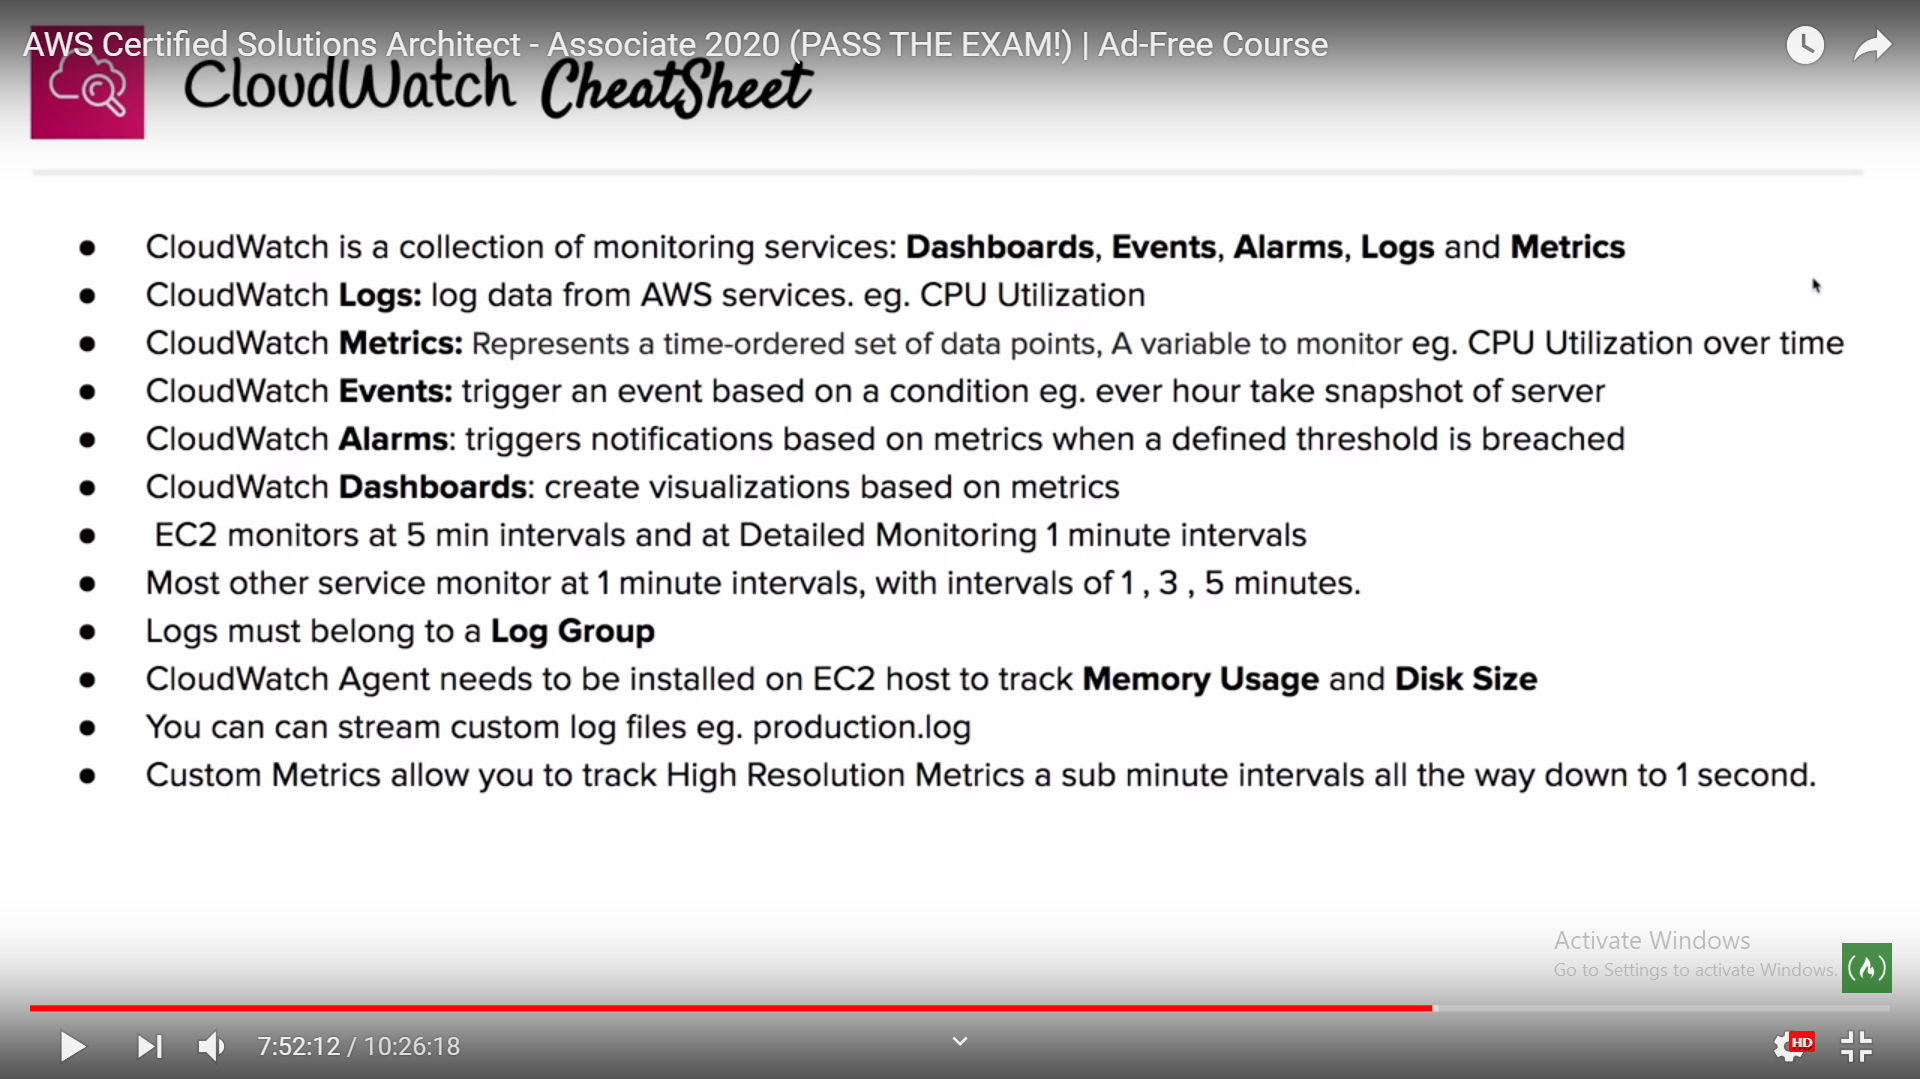 AWS Certified Solutions Architect - Associate 2020 (PASS THE EXAM!) | Ad-Free Course
CloudWatch CheatSheet
● CloudWatch is a collection of monitoring services: Dashboards, Events, Alarms, Logs and Metrics
● CloudWatch Logs: log data from AWS services. eg. CPU Utilization
● CloudWatch Metrics: Represents a time-ordered set of data points, A variable to monitor eg. CPU Utilization over time
● CloudWatch Events: trigger an event based on a condition eg. ever hour take snapshot of server
● CloudWatch Alarms: triggers notifications based on metrics when a defined threshold is breached
● CloudWatch Dashboards: create visualizations based on metrics
● EC2 monitors at 5 min intervals and at Detailed Monitoring 1 minute intervals
● Most other service monitor at 1 minute intervals, with intervals of 1 , 3 , 5 minutes.
● Logs must belong to a Log Group
● CloudWatch Agent needs to be installed on EC2 host to track Memory Usage and Disk Size
● You can can stream custom log files eg. production.log
● Custom Metrics allow you to track High Resolution Metrics a sub minute intervals all the way down to 1 second.
Activate Windows
Go to Settings to activate Windows.
7:52:12 / 10:26:18
HD